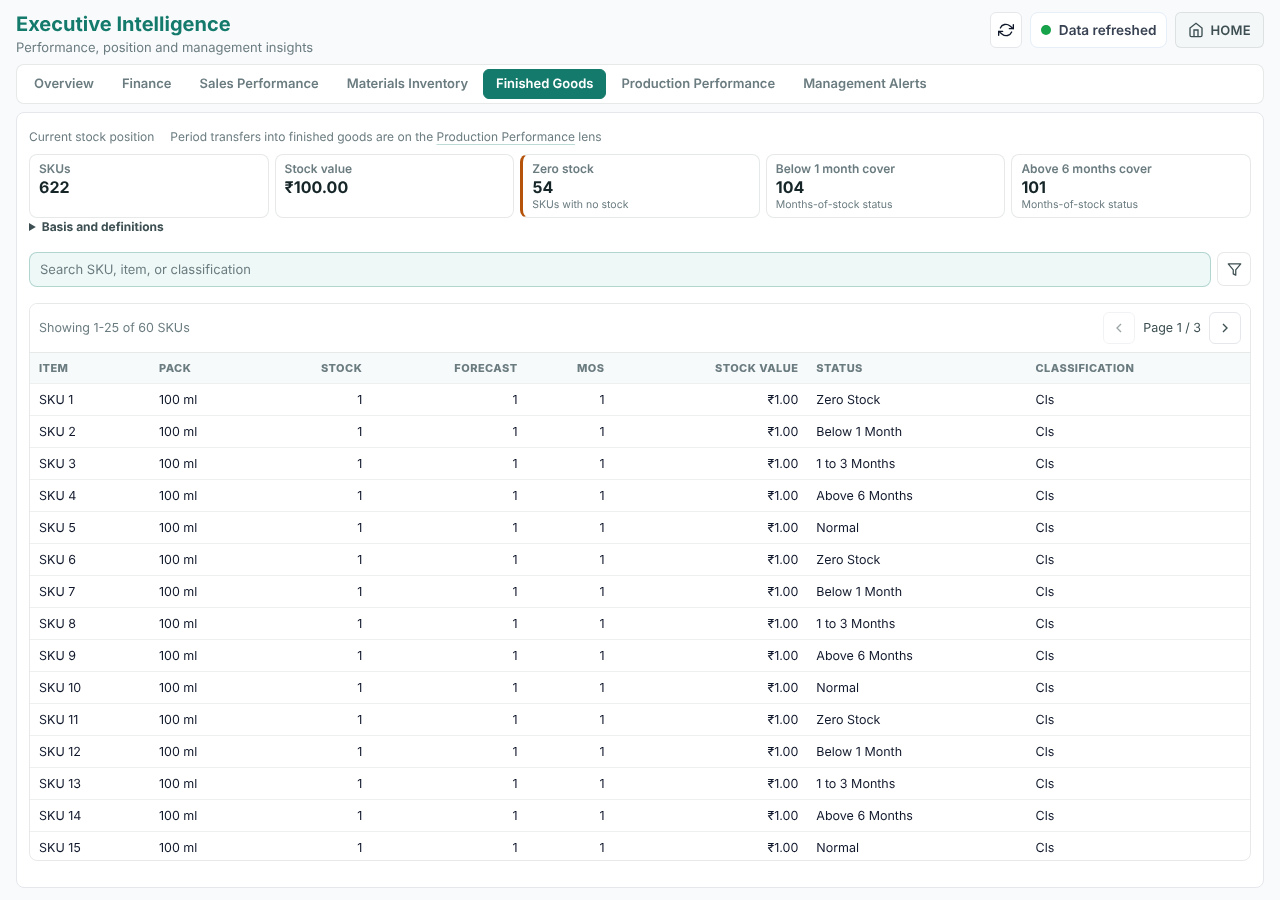 Executive Intelligence
Performance, position and management insights
Data refreshed
HOME
Overview Finance Sales Performance Materials Inventory Finished Goods Production Performance Management Alerts
Current stock position Period transfers into finished goods are on the Production Performance lens
SKUs
622
Stock value
₹100.00
Zero stock
54
SKUs with no stock
Below 1 month cover
104
Months-of-stock status
Above 6 months cover
101
Months-of-stock status
Basis and definitions
Search SKU, item, or classification
Showing 1-25 of 60 SKUs
Page 1 / 3
ITEM PACK STOCK FORECAST MOS STOCK VALUE STATUS CLASSIFICATION
SKU 1 100 ml 1 1 1 ₹1.00 Zero Stock Cls
SKU 2 100 ml 1 1 1 ₹1.00 Below 1 Month Cls
SKU 3 100 ml 1 1 1 ₹1.00 1 to 3 Months Cls
SKU 4 100 ml 1 1 1 ₹1.00 Above 6 Months Cls
SKU 5 100 ml 1 1 1 ₹1.00 Normal Cls
SKU 6 100 ml 1 1 1 ₹1.00 Zero Stock Cls
SKU 7 100 ml 1 1 1 ₹1.00 Below 1 Month Cls
SKU 8 100 ml 1 1 1 ₹1.00 1 to 3 Months Cls
SKU 9 100 ml 1 1 1 ₹1.00 Above 6 Months Cls
SKU 10 100 ml 1 1 1 ₹1.00 Normal Cls
SKU 11 100 ml 1 1 1 ₹1.00 Zero Stock Cls
SKU 12 100 ml 1 1 1 ₹1.00 Below 1 Month Cls
SKU 13 100 ml 1 1 1 ₹1.00 1 to 3 Months Cls
SKU 14 100 ml 1 1 1 ₹1.00 Above 6 Months Cls
SKU 15 100 ml 1 1 1 ₹1.00 Normal Cls